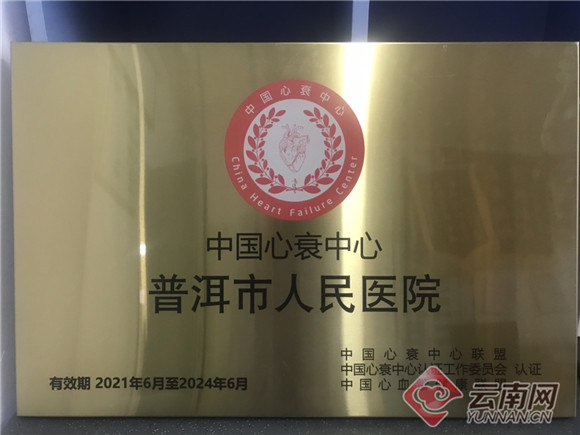 中国心衰中心
China Heart Failure Center
中国心衰中心
普洱市人民医院
中国心衰中心联盟
中国心衰中心认证工作委员会 认证
中国心血
康
有效期 2021年6月至2024年6月
云南网
YUNNAN.CN